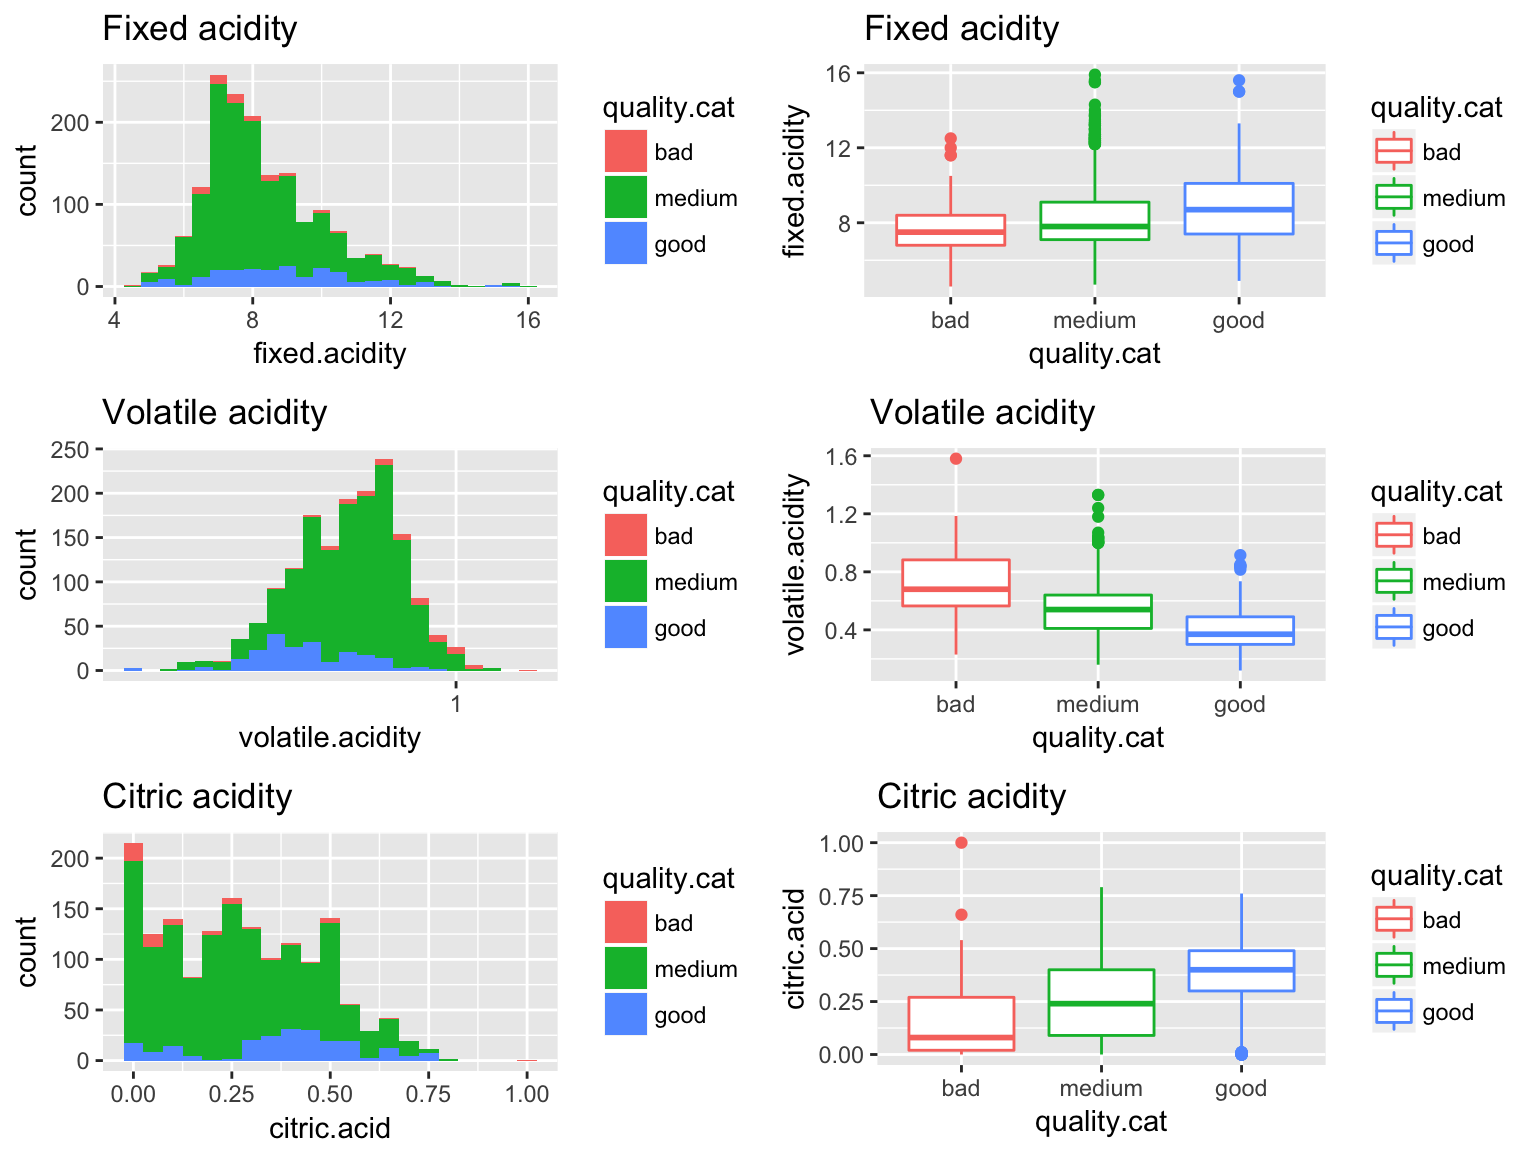 Fixed acidity
200
100
0
count
4 8 12 16
fixed.acidity
quality.cat
bad
medium
good
Fixed acidity
16
12
8
fixed.acidity
bad medium good
quality.cat
quality.cat
bad
medium
good
Volatile acidity
250
200
150
100
50
0
count
1
volatile.acidity
quality.cat
bad
medium
good
Volatile acidity
1.6
1.2
0.8
0.4
volatile.acidity
bad medium good
quality.cat
quality.cat
bad
medium
good
Citric acidity
200
150
100
50
0
count
0.00 0.25 0.50 0.75 1.00
citric.acid
quality.cat
bad
medium
good
Citric acidity
1.00
0.75
0.50
0.25
0.00
citric.acid
bad medium good
quality.cat
quality.cat
bad
medium
good